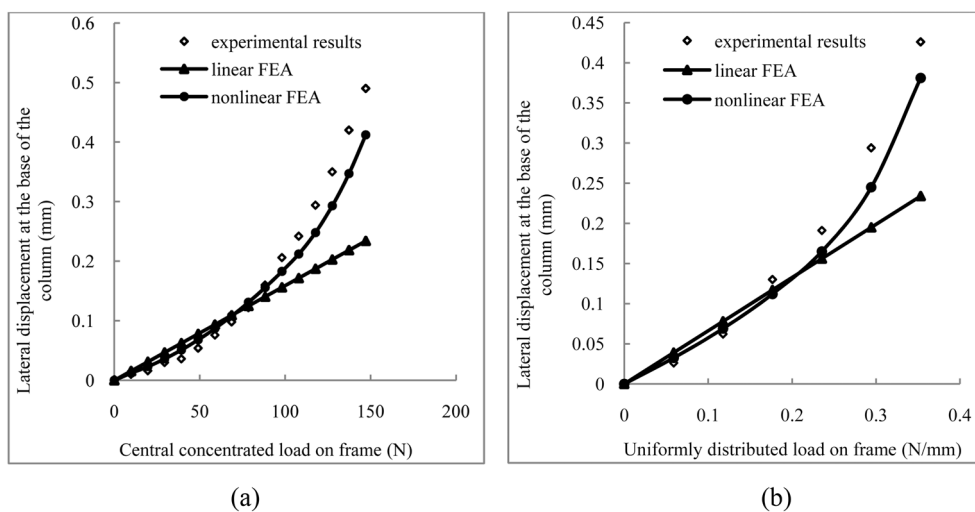 0.6
0.5
0.4
0.3
0.2
0.1
0
0
50
100
150
200
experimental results
linear FEA
nonlinear FEA
Lateral displacement at the base of the
column (mm)
Central concentrated load on frame (N)
(a)
0.45
0.4
0.35
0.3
0.25
0.2
0.15
0.1
0.05
0
0
0.1
0.2
0.3
0.4
experimental results
linear FEA
nonlinear FEA
Lateral displacement at the base of the
column (mm)
Uniformly distributed load on frame (N/mm)
(b)